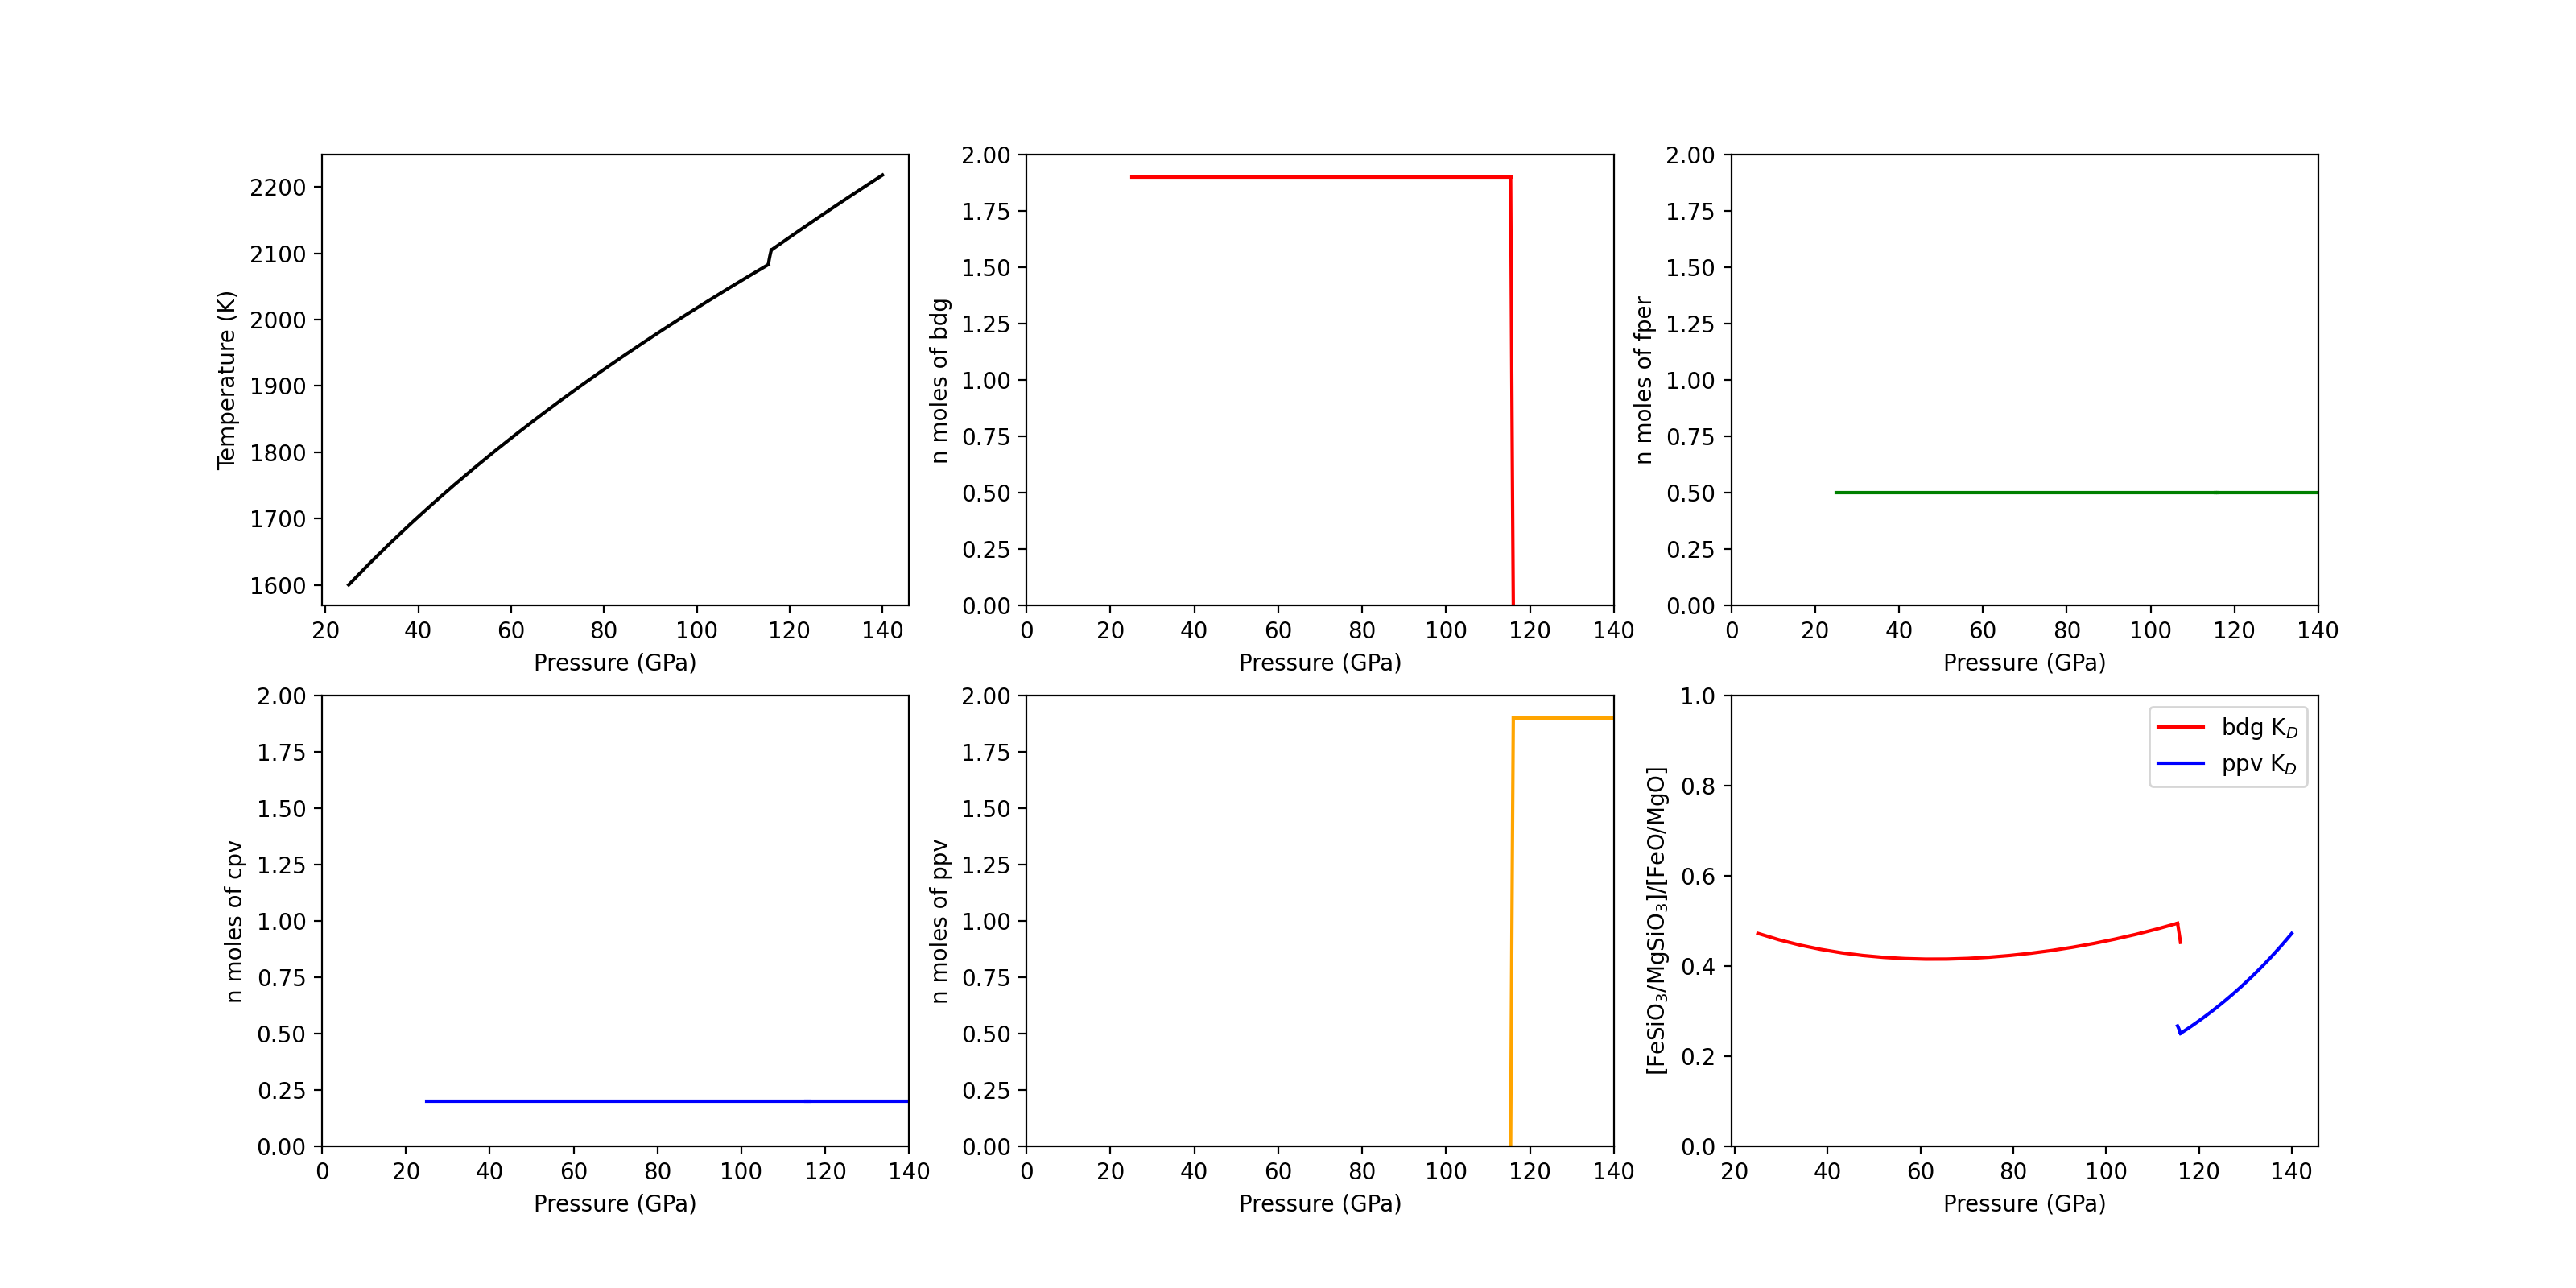 2200
2100
2000
1900
1800
1700
1600
Temperature (K)
20 40 60 80 100 120 140
Pressure (GPa)
2.00
1.75
1.50
1.25
1.00
0.75
0.50
0.25
0.00
n moles of bdg
0 20 40 60 80 100 120 140
Pressure (GPa)
2.00
1.75
1.50
1.25
1.00
0.75
0.50
0.25
0.00
n moles of fper
0 20 40 60 80 100 120 140
Pressure (GPa)
2.00
1.75
1.50
1.25
1.00
0.75
0.50
0.25
0.00
n moles of cpv
0 20 40 60 80 100 120 140
Pressure (GPa)
2.00
1.75
1.50
1.25
1.00
0.75
0.50
0.25
0.00
n moles of ppv
0 20 40 60 80 100 120 140
Pressure (GPa)
1.0
0.8
0.6
0.4
0.2
0.0
[FeSiO₃/MgSiO₃]/[FeO/MgO]
bdg K_D
ppv K_D
20 40 60 80 100 120 140
Pressure (GPa)